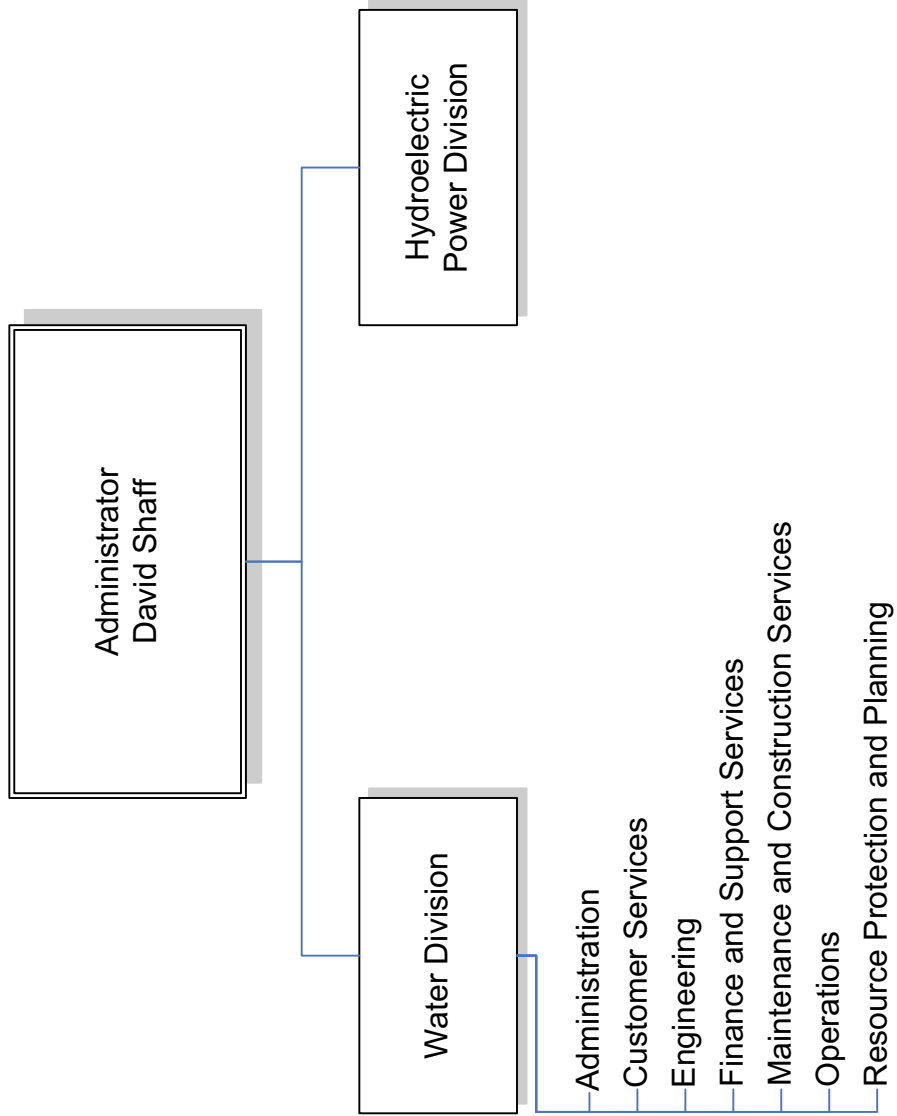 Administrator
David Shaff
Water Division
Hydroelectric
Power Division
Administration
Customer Services
Engineering
Finance and Support Services
Maintenance and Construction Services
Operations
Resource Protection and Planning